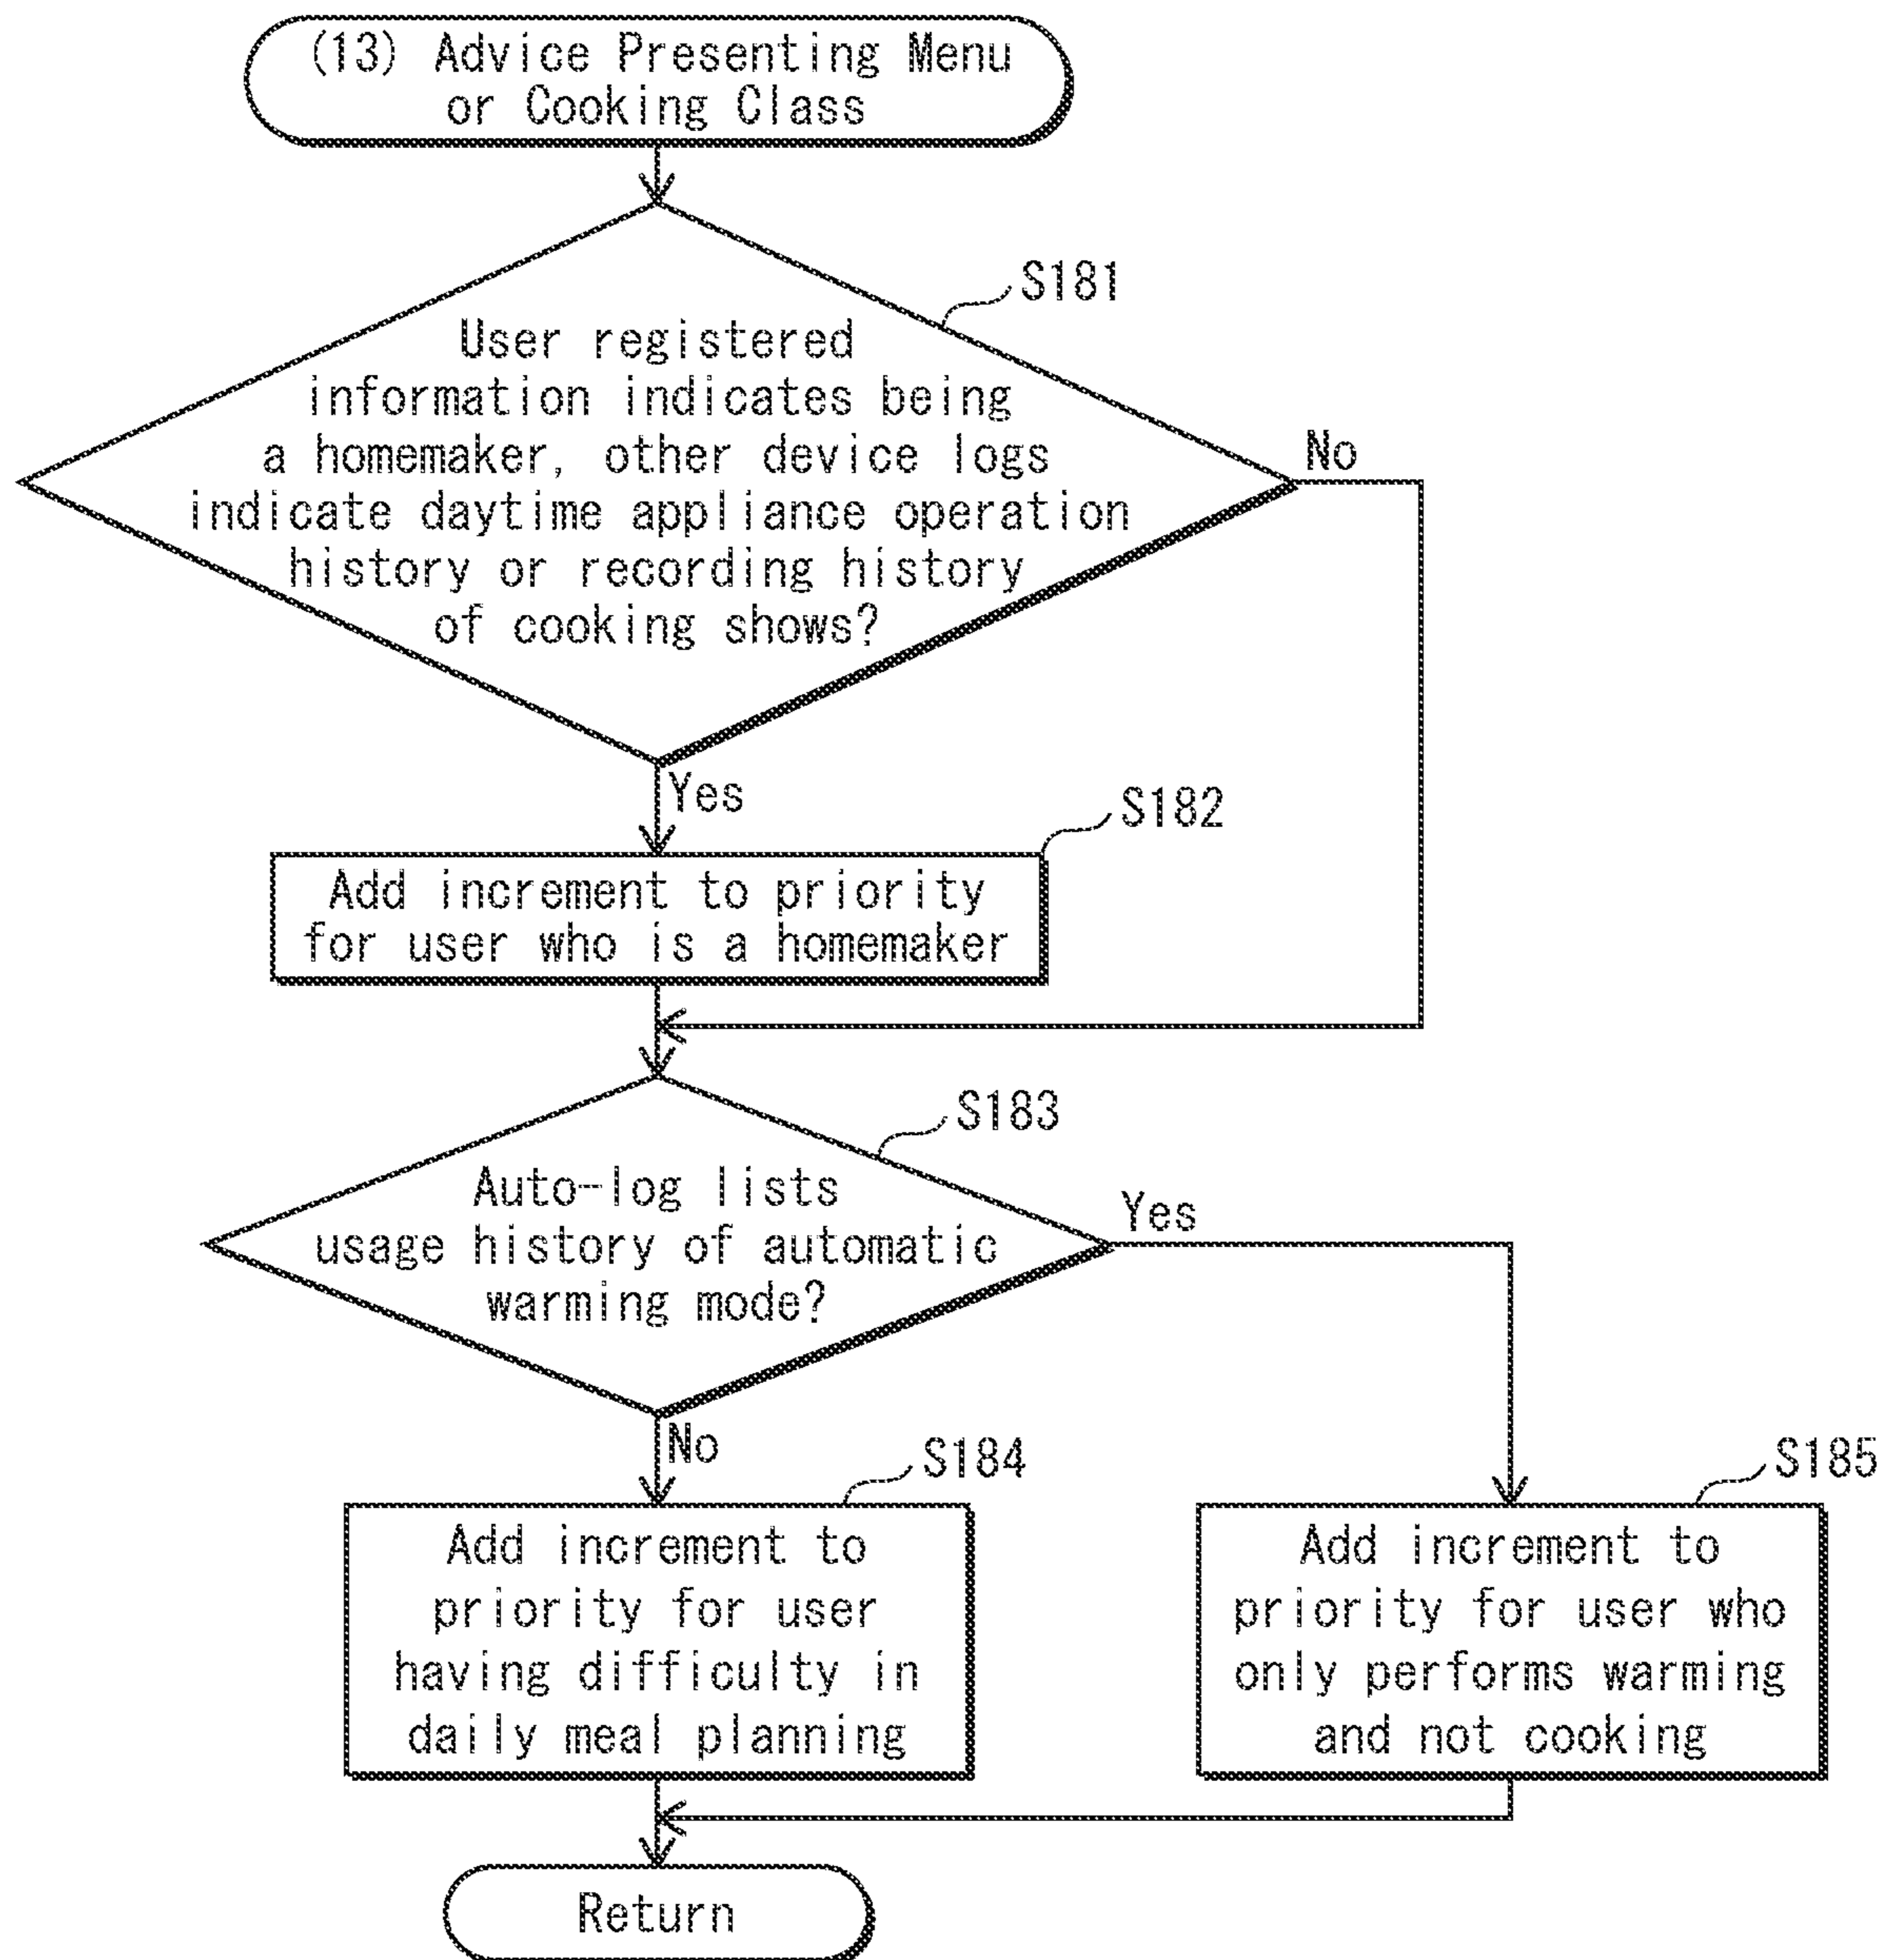 (13) Advice Presenting Menu
or Cooking Class
S181
User registered
information indicates being
a homemaker, other device logs
indicate daytime appliance operation
history or recording history
of cooking shows?
No
Yes
S182
Add increment to priority
for user who is a homemaker
S183
Auto-log lists
usage history of automatic
warming mode?
Yes
No
S184
Add increment to
priority for user
having difficulty in
daily meal planning
S185
Add increment to
priority for user who
only performs warming
and not cooking
Return